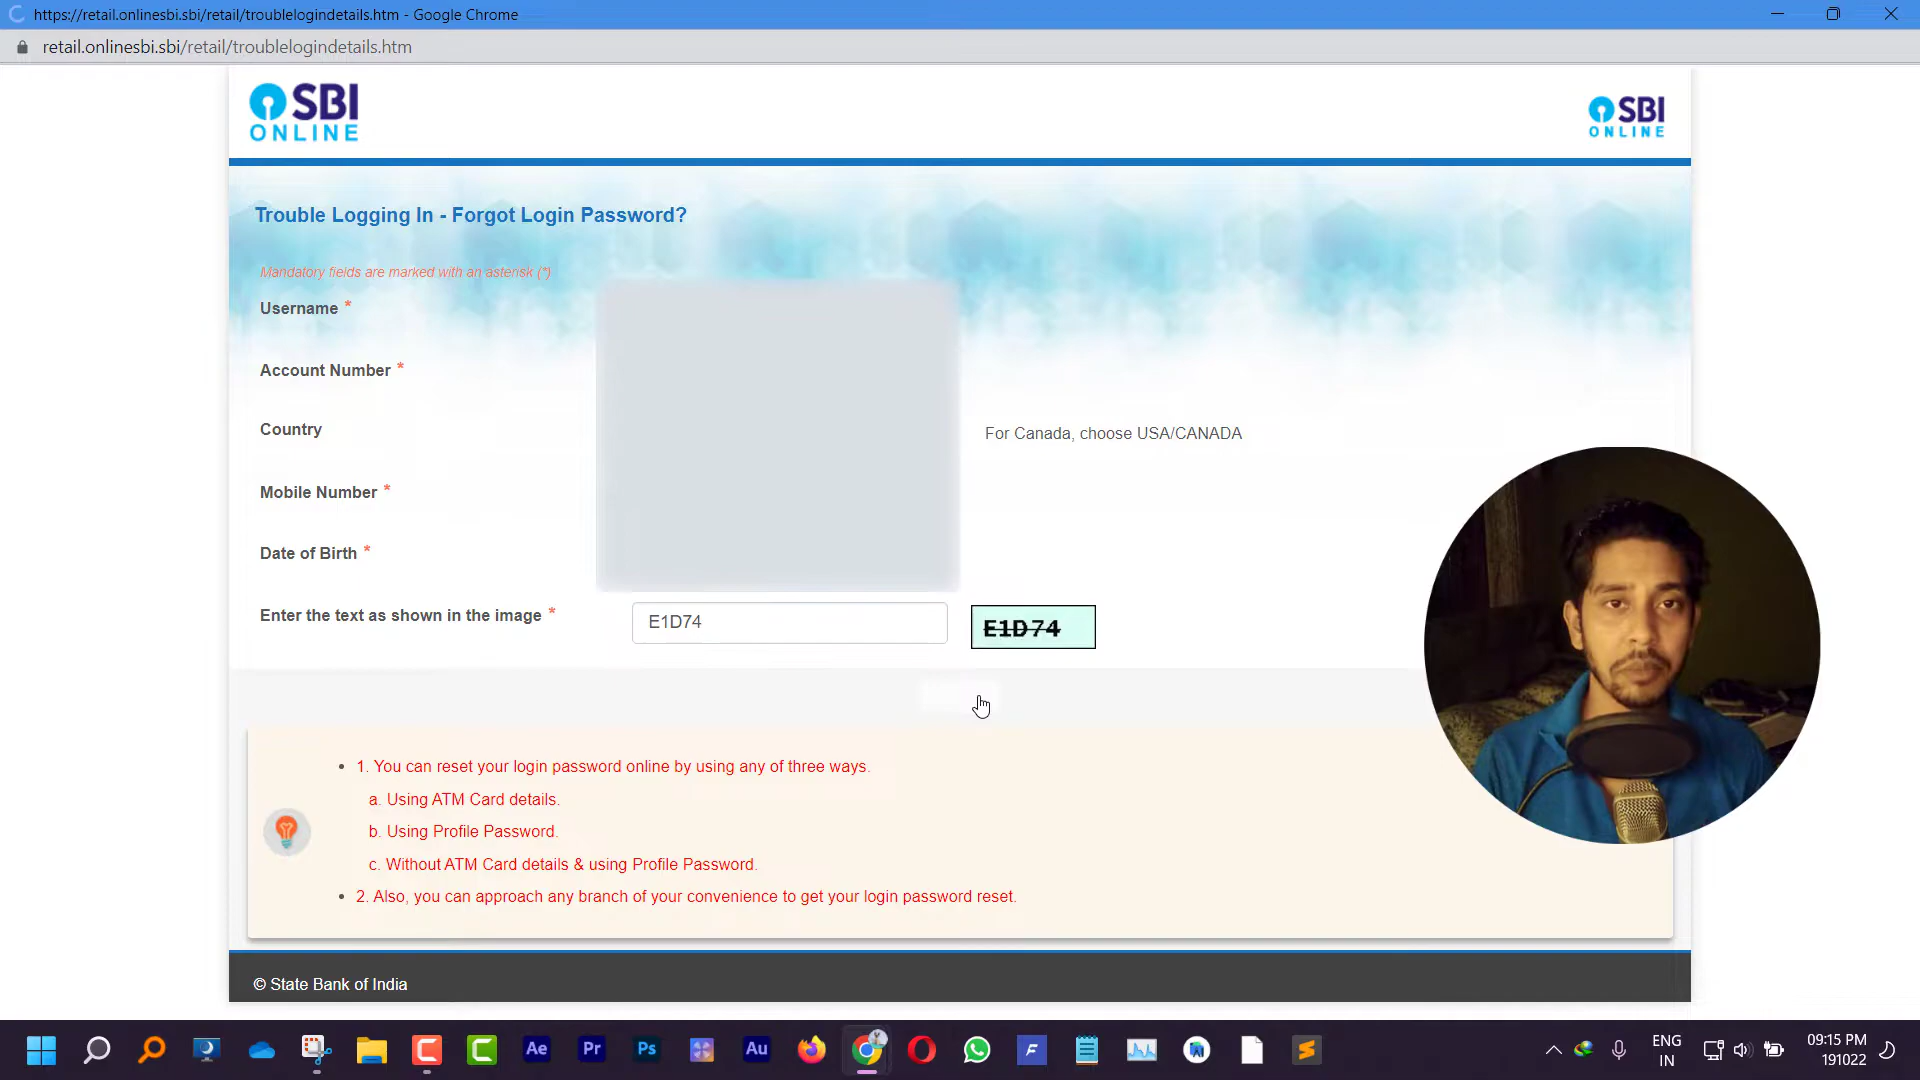 https://retail.onlinesbi.sbi/retail/troublelogindetails.htm - Google Chrome
retail.onlinesbi.sbi/retail/troublelogindetails.htm
SBI
ONLINE
SBI
ONLINE
Trouble Logging In - Forgot Login Password?
Mandatory fields are marked with an asterisk (*)
Username *
Account Number *
Country
For Canada, choose USA/CANADA
Mobile Number *
Date of Birth *
Enter the text as shown in the image *
E1D74
E1D74
• 1. You can reset your login password online by using any of three ways.
a. Using ATM Card details.
b. Using Profile Password.
c. Without ATM Card details & using Profile Password.
• 2. Also, you can approach any branch of your convenience to get your login password reset.
© State Bank of India
Ae
Pr
Ps
Au
F
ENG
IN
09:15 PM
191022